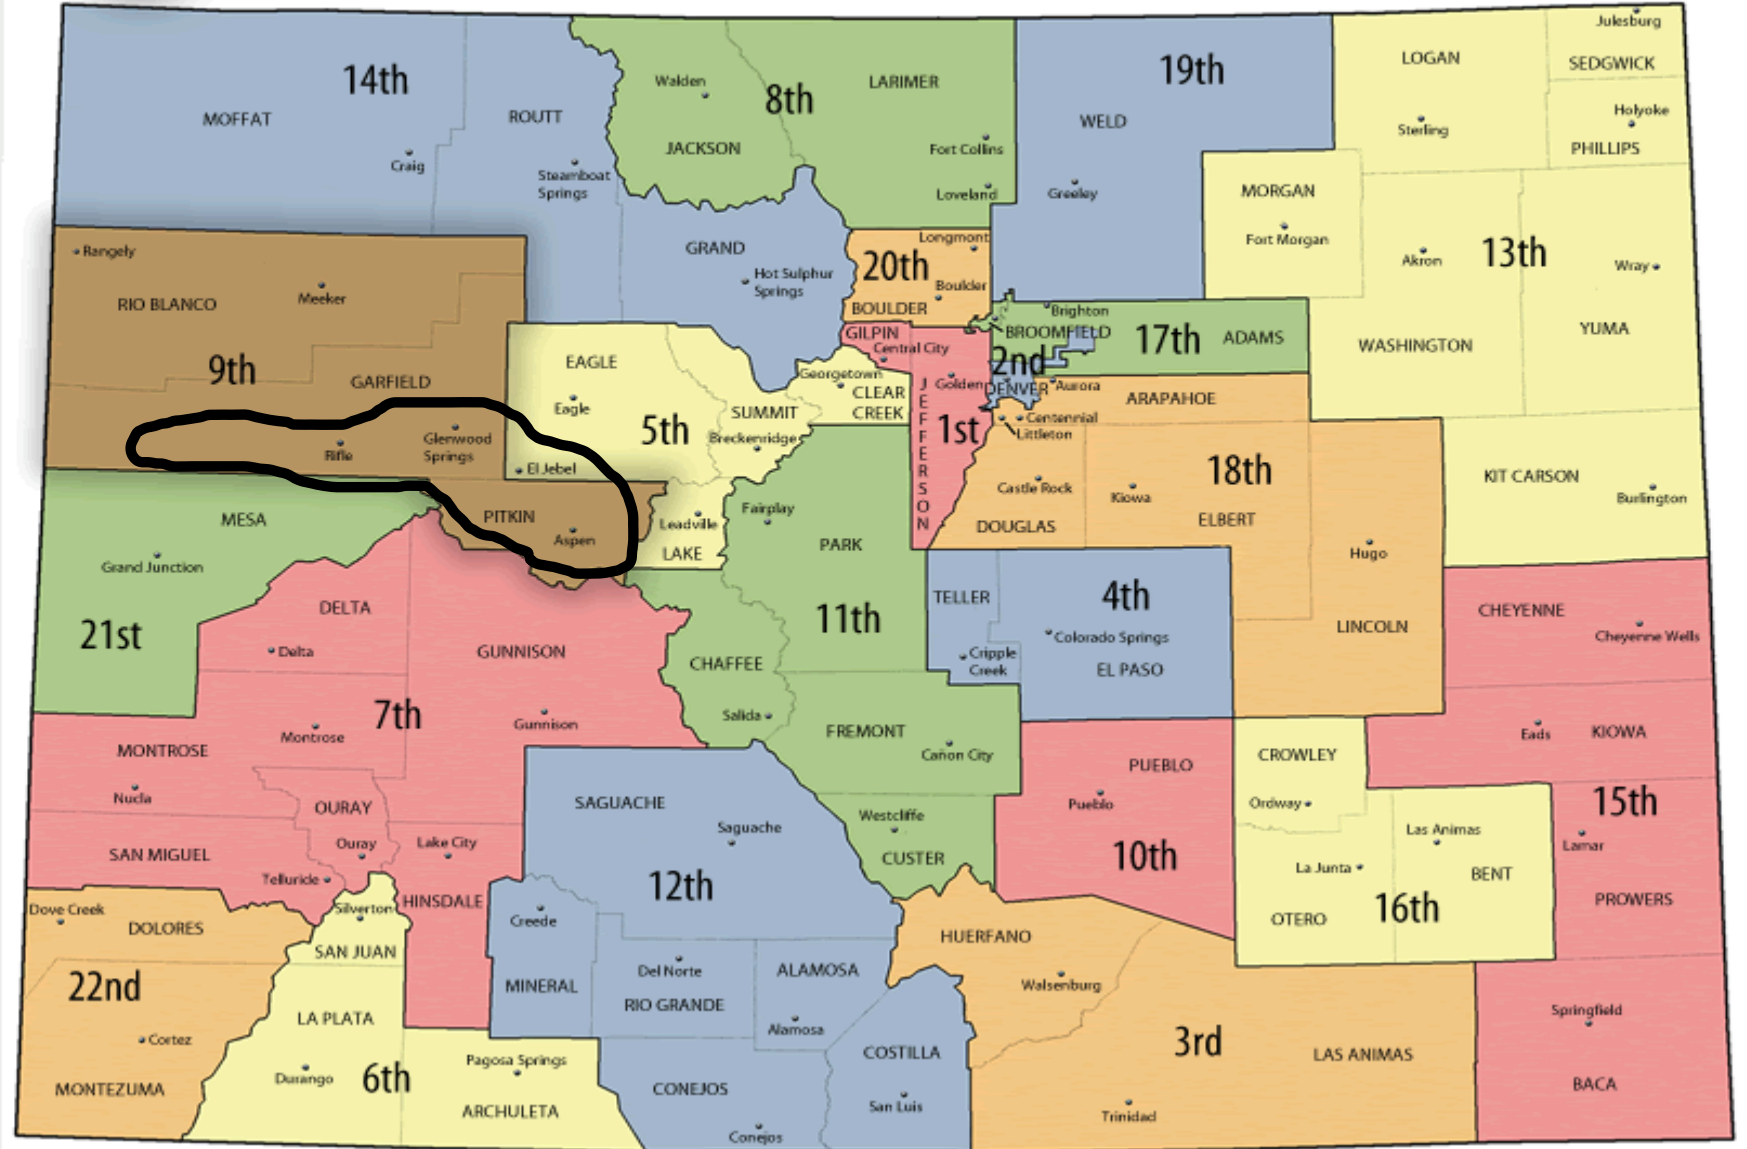 Julesburg
14th
8th
19th
LOGAN
SEDGWICK
Walden
LARIMER
MOFFAT
ROUTT
WELD
Holyoke
Sterling
PHILLIPS
Craig
JACKSON
Fort Collins
Steamboat
Springs
Loveland
Greeley
MORGAN
Fort Morgan
Rangely
GRAND
Longmont
20th
Akron
13th
Wray
Meeker
Hot Sulphur
Springs
Boulder
RIO BLANCO
BOULDER
Brighton
GILPIN
BROOMFIELD
17th
ADAMS
YUMA
Central City
WASHINGTON
9th
EAGLE
2nd
GARFIELD
Georgetown
Golden
DENVER
Aurora
Eagle
CLEAR
CREEK
ARAPAHOE
SUMMIT
5th
JEFFERSON
1st
Centennial
Littleton
Breckenridge
Glenwood
Springs
Rifle
El Jebel
18th
KIT CARSON
Castle Rock
Kiowa
Burlington
MESA
PITKIN
Leadville
Fairplay
DOUGLAS
ELBERT
Aspen
LAKE
PARK
Hugo
Grand Junction
TELLER
4th
DELTA
CHEYENNE
21st
11th
LINCOLN
Cheyenne Wells
Delta
GUNNISON
CHAFFEE
Cripple
Creek
Colorado Springs
EL PASO
7th
Salida
Gunnison
FREMONT
Eads
KIOWA
Montrose
MONTROSE
Cañon City
CROWLEY
PUEBLO
Nucla
OURAY
SAGUACHE
Pueblo
Ordway
15th
Westcliffe
Saguache
Las Animas
Ouray
Lake City
Lamar
SAN MIGUEL
CUSTER
10th
La Junta
BENT
Telluride
12th
HINSDALE
PROWERS
Dove Creek
Silverton
Creede
16th
OTERO
DOLORES
HUERFANO
SAN JUAN
Del Norte
ALAMOSA
22nd
MINERAL
RIO GRANDE
Walsenburg
LA PLATA
Alamosa
Springfield
Cortez
COSTILLA
3rd
LAS ANIMAS
Pagosa Springs
Durango
6th
MONTEZUMA
CONEJOS
BACA
ARCHULETA
San Luis
Trinidad
Conejos